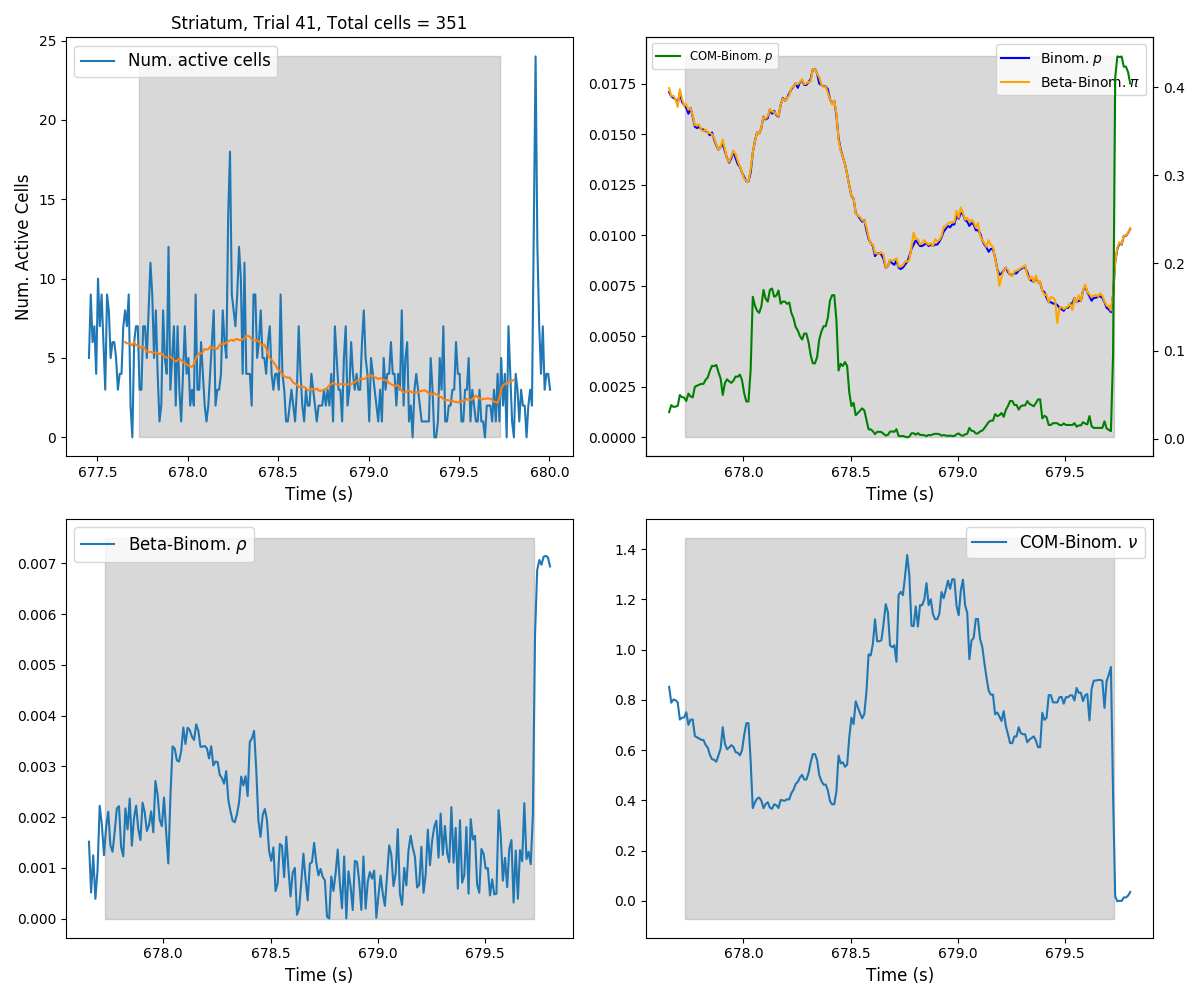 Striatum, Trial 41, Total cells = 351
Num. active cells
Num. Active Cells
25
20
15
10
5
0
677.5 678.0 678.5 679.0 679.5 680.0
Time (s)
COM-Binom. p
Binom. p
Beta-Binom. π
0.0175
0.0150
0.0125
0.0100
0.0075
0.0050
0.0025
0.0000
0.4
0.3
0.2
0.1
0.0
678.0 678.5 679.0 679.5
Time (s)
Beta-Binom. ρ
0.007
0.006
0.005
0.004
0.003
0.002
0.001
0.000
678.0 678.5 679.0 679.5
Time (s)
COM-Binom. ν
1.4
1.2
1.0
0.8
0.6
0.4
0.2
0.0
678.0 678.5 679.0 679.5
Time (s)